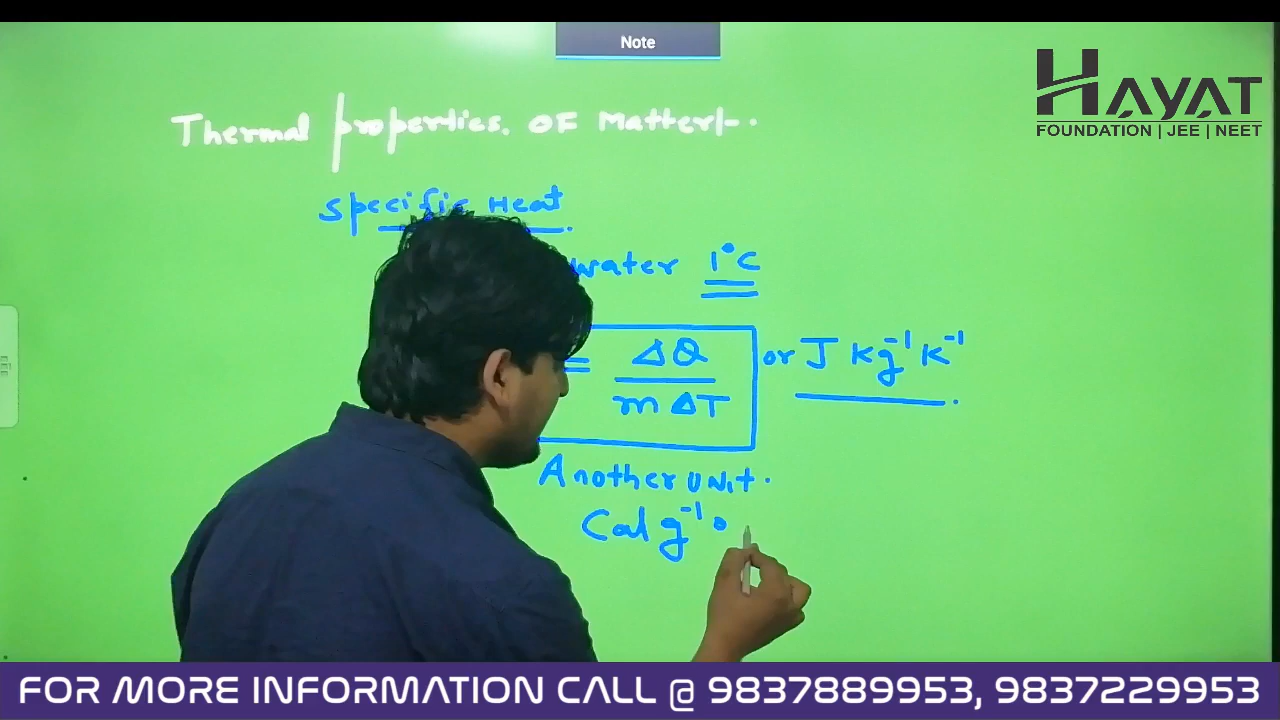 Note
HAYAT
FOUNDATION | JEE | NEET
Thermal properties. OF Matter:-.
Specific Heat
water 1°C
= ΔQ / mΔT or J Kg⁻¹ K⁻¹
Another UNit.
Cal g⁻¹ °
FOR MORE INFORMATION CALL @ 9837889953, 9837229953